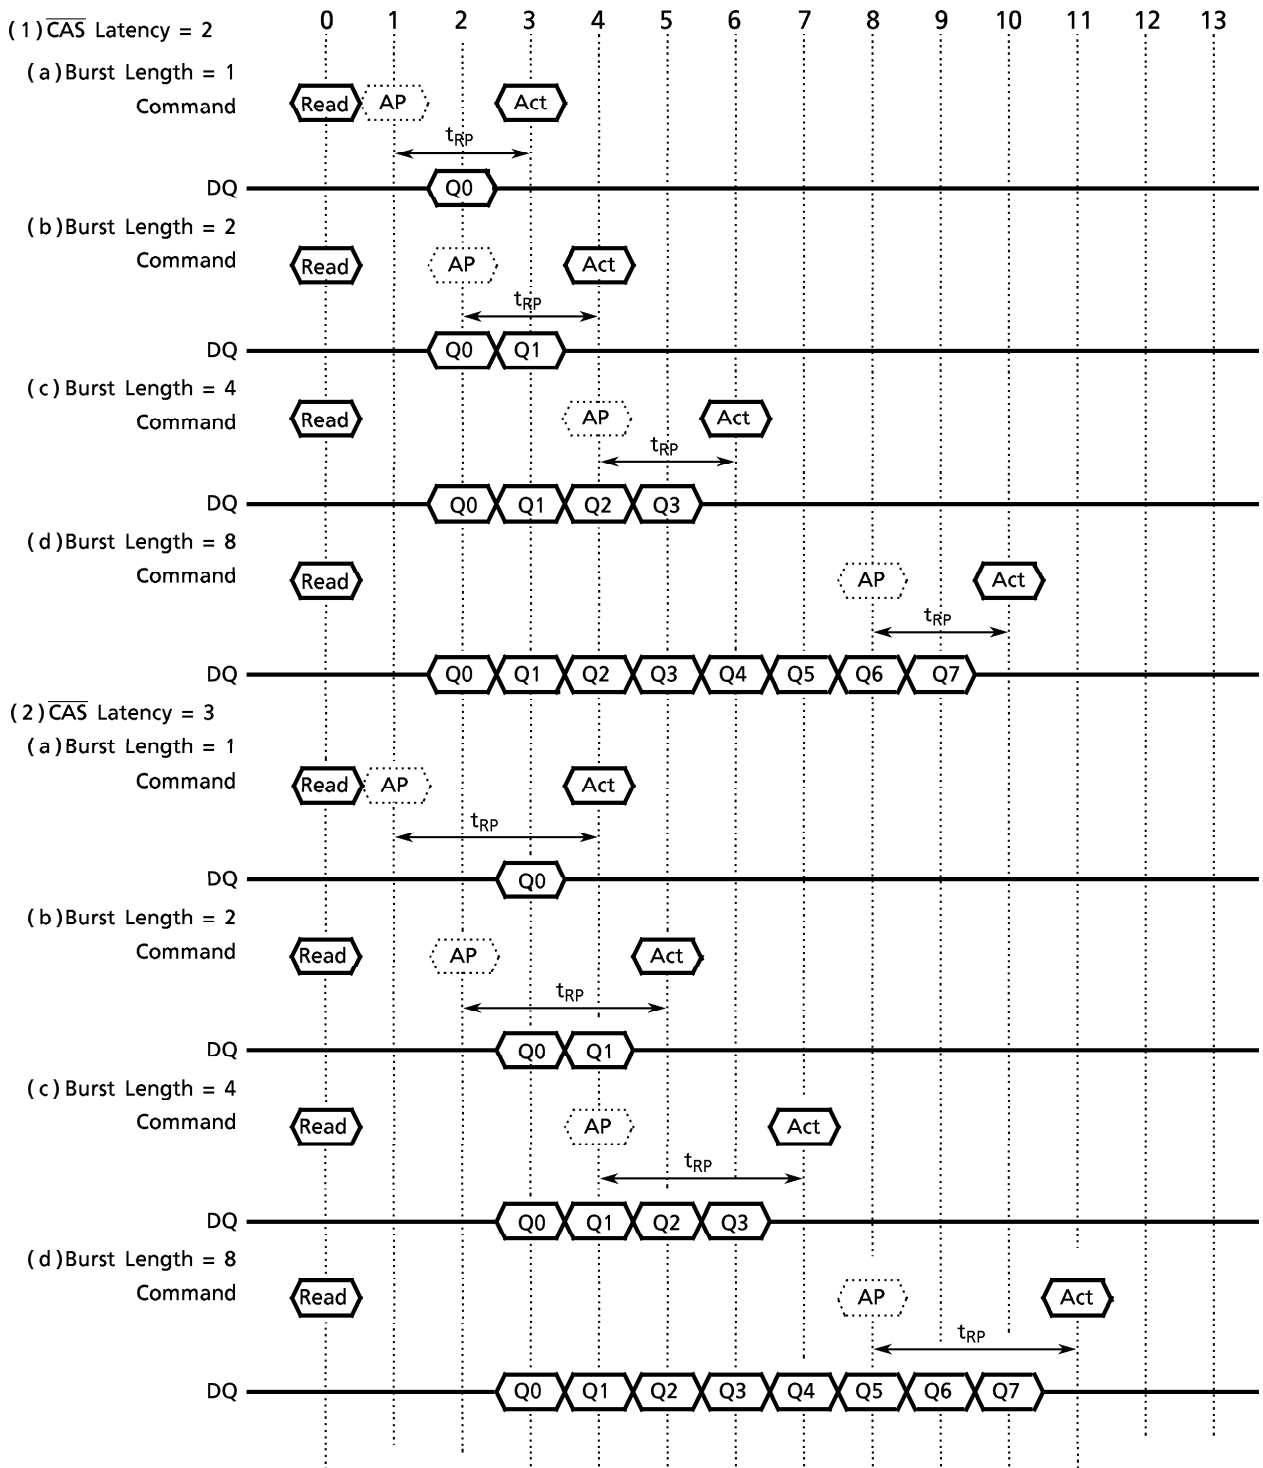 0 1 2 3 4 5 6 7 8 9 10 11 12 13
(1) CAS Latency = 2
(a) Burst Length = 1
Command Read AP Act
tRP
DQ Q0
(b) Burst Length = 2
Command Read AP Act
tRP
DQ Q0 Q1
(c) Burst Length = 4
Command Read AP Act
tRP
DQ Q0 Q1 Q2 Q3
(d) Burst Length = 8
Command Read AP Act
tRP
DQ Q0 Q1 Q2 Q3 Q4 Q5 Q6 Q7
(2) CAS Latency = 3
(a) Burst Length = 1
Command Read AP Act
tRP
DQ Q0
(b) Burst Length = 2
Command Read AP Act
tRP
DQ Q0 Q1
(c) Burst Length = 4
Command Read AP Act
tRP
DQ Q0 Q1 Q2 Q3
(d) Burst Length = 8
Command Read AP Act
tRP
DQ Q0 Q1 Q2 Q3 Q4 Q5 Q6 Q7